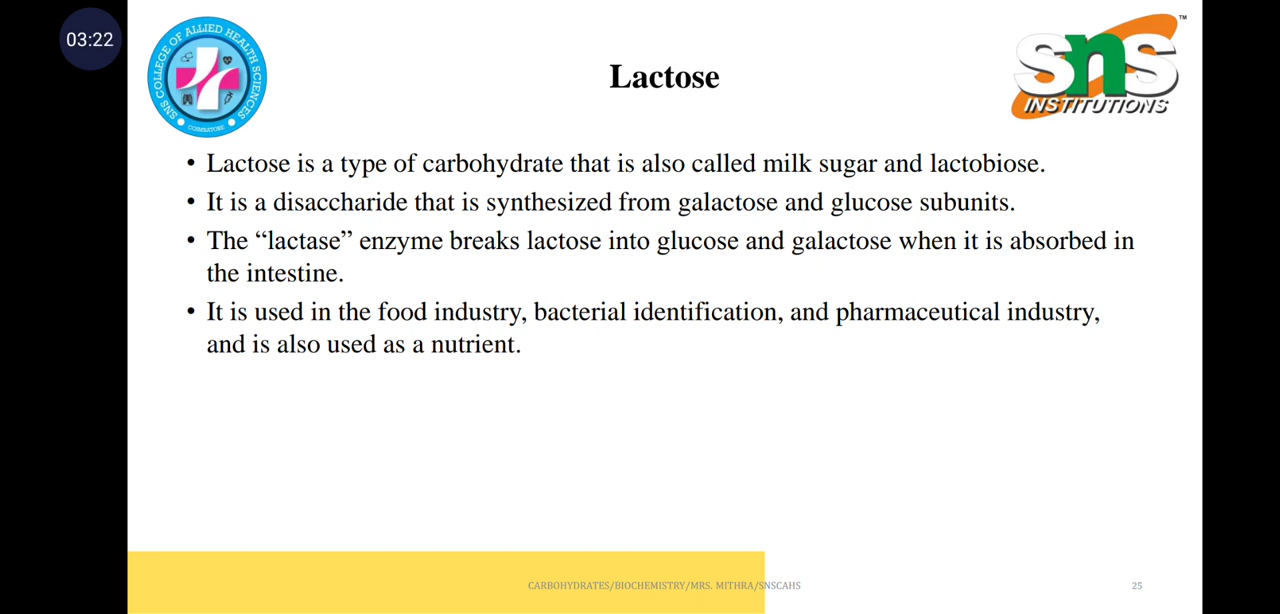 03:22
SNS COLLEGE OF ALLIED HEALTH SCIENCES
COIMBATORE
SnS
INSTITUTIONS
TM
Lactose
• Lactose is a type of carbohydrate that is also called milk sugar and lactobiose.
• It is a disaccharide that is synthesized from galactose and glucose subunits.
• The “lactase” enzyme breaks lactose into glucose and galactose when it is absorbed in
the intestine.
• It is used in the food industry, bacterial identification, and pharmaceutical industry,
and is also used as a nutrient.
CARBOHYDRATES/BIOCHEMISTRY/MRS. MITHRA/SNSCAHS
25